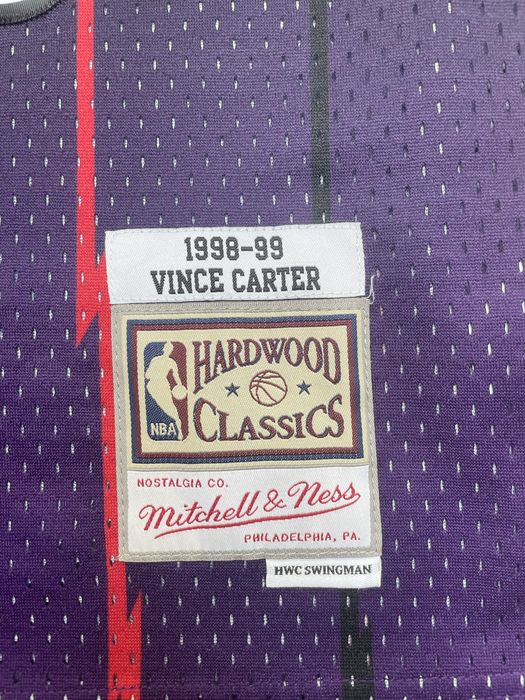 1998-99
VINCE CARTER
HARDWOOD
CLASSICS
NBA
NOSTALGIA CO.
Mitchell & Ness
PHILADELPHIA, PA.
HWC SWINGMAN